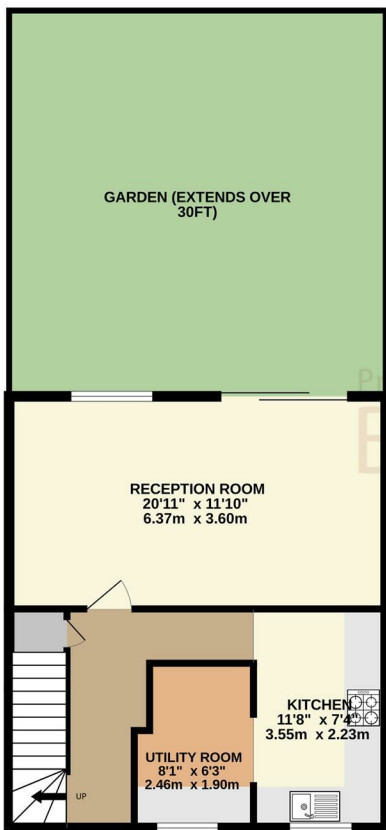 GARDEN (EXTENDS OVER
30FT)
RECEPTION ROOM
20'11" x 11'10"
6.37m x 3.60m
KITCHEN
11'8" x 7'4"
3.55m x 2.23m
UTILITY ROOM
8'1" x 6'3"
2.46m x 1.90m
UP